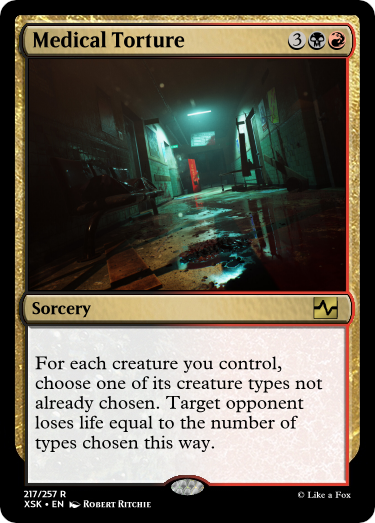 Medical Torture 3
Sorcery
For each creature you control,
choose one of its creature types not
already chosen. Target opponent
loses life equal to the number of
types chosen this way.
217/257 R
XSK • EN Robert Ritchie
© Like a Fox